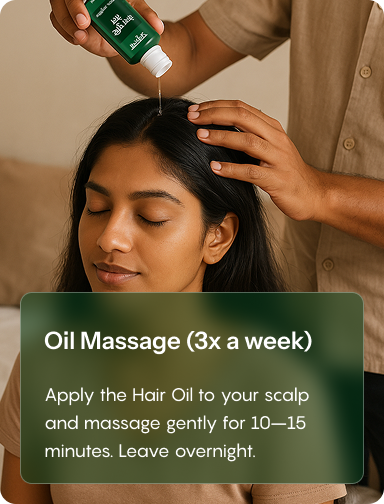 Oil Massage (3x a week)
Apply the Hair Oil to your scalp
and massage gently for 10—15
minutes. Leave overnight.